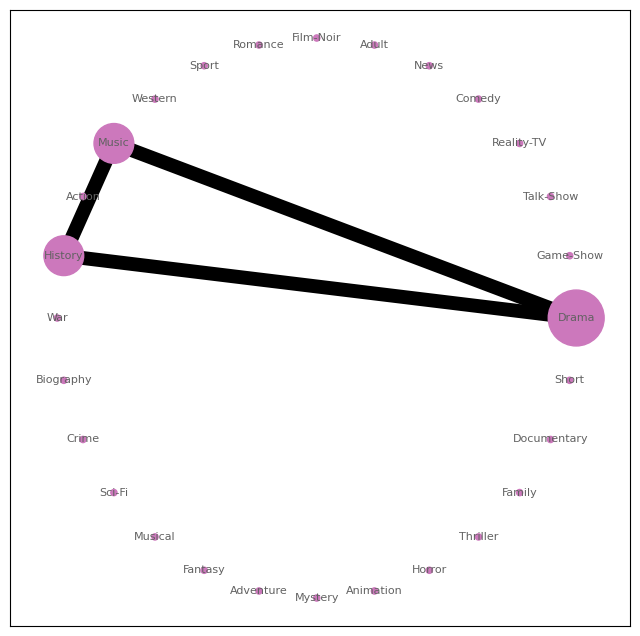 Film-Noir
Romance
Adult
Sport
News
Western
Comedy
Music
Reality-TV
Action
Talk-Show
History
Game-Show
War
Drama
Biography
Short
Crime
Documentary
Sci-Fi
Family
Musical
Thriller
Fantasy
Horror
Adventure
Animation
Mystery